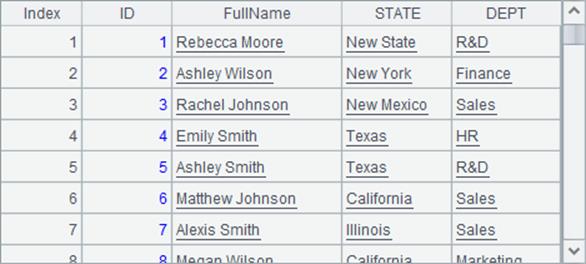 Index ID FullName STATE DEPT
1 1 Rebecca Moore New State R&D
2 2 Ashley Wilson New York Finance
3 3 Rachel Johnson New Mexico Sales
4 4 Emily Smith Texas HR
5 5 Ashley Smith Texas R&D
6 6 Matthew Johnson California Sales
7 7 Alexis Smith Illinois Sales
8 8 Megan Wilson California Marketing